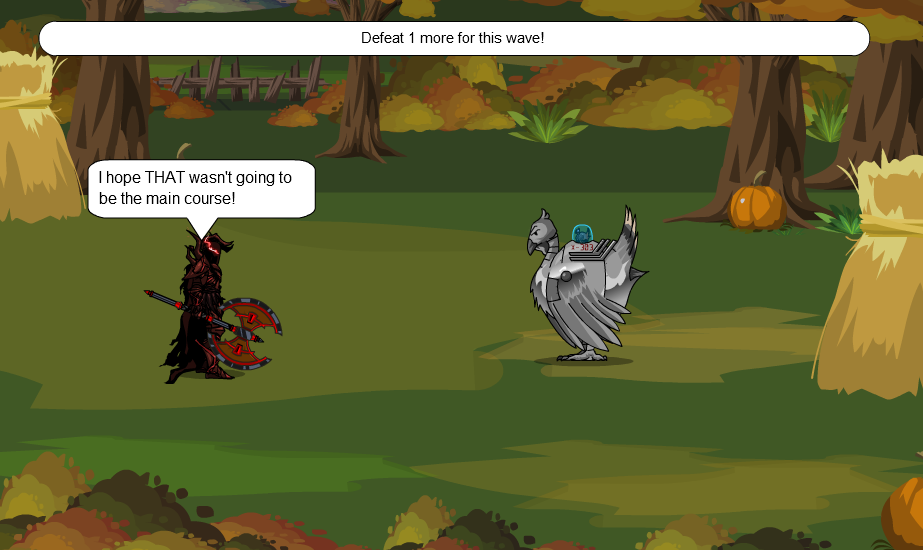 Defeat 1 more for this wave!
I hope THAT wasn't going to
be the main course!